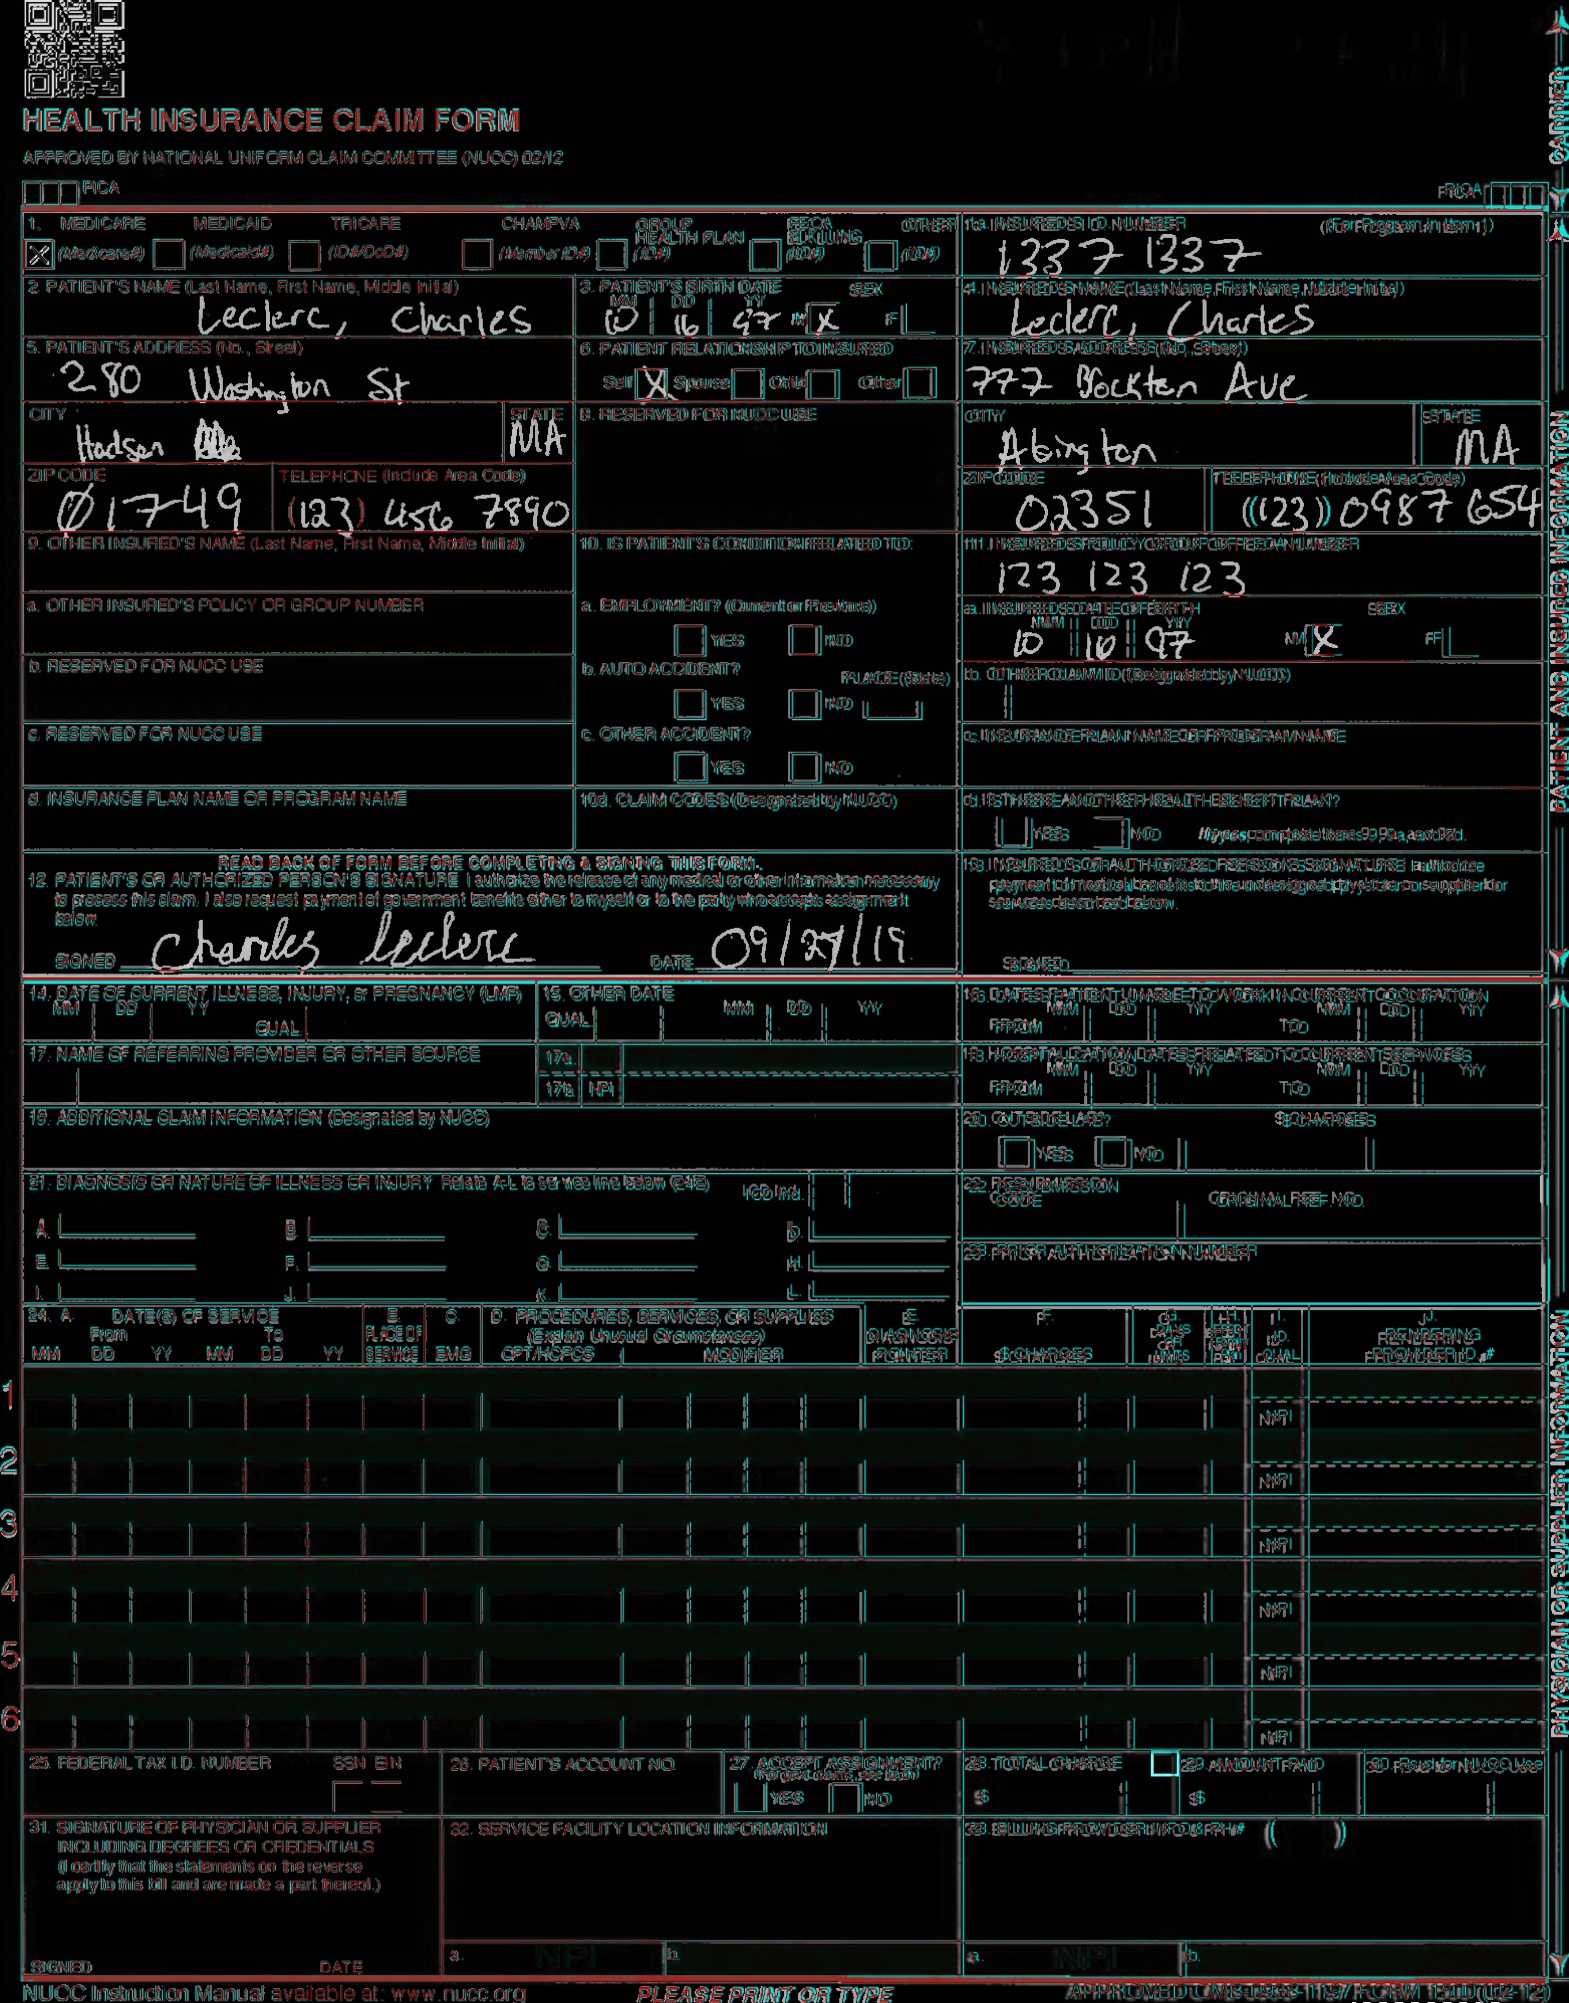 HEALTH INSURANCE CLAIM FORM
APPROVED BY NATIONAL UNIFORM CLAIM COMMITTEE (NUCC) 02/12
PICA PICA
1. MEDICARE MEDICAID TRICARE CHAMPVA GROUP HEALTH PLAN FECA BLK LUNG OTHER
X (Medicare#) (Medicaid#) (ID#/DoD#) (Member ID#) (ID#) (ID#) (ID#)
1a. INSURED'S I.D. NUMBER (For Program in Item 1)
1337 1337
2. PATIENT'S NAME (Last Name, First Name, Middle Initial)
Leclerc, Charles
3. PATIENT'S BIRTH DATE SEX
MM DD YY
10 16 97 M X F
4. INSURED'S NAME (Last Name, First Name, Middle Initial)
Leclerc, Charles
5. PATIENT'S ADDRESS (No., Street)
280 Washington St
6. PATIENT RELATIONSHIP TO INSURED
Self X Spouse Child Other
7. INSURED'S ADDRESS (No., Street)
777 Brockton Ave
CITY STATE
Hudson MA
8. RESERVED FOR NUCC USE
CITY STATE
Abington MA
ZIP CODE TELEPHONE (Include Area Code)
01749 (123) 456 7890
ZIP CODE TELEPHONE (Include Area Code)
02351 (123) 0987 654
9. OTHER INSURED'S NAME (Last Name, First Name, Middle Initial)
10. IS PATIENT'S CONDITION RELATED TO:
11. INSURED'S POLICY GROUP OR FECA NUMBER
123 123 123
a. OTHER INSURED'S POLICY OR GROUP NUMBER
a. EMPLOYMENT? (Current or Previous)
YES NO
a. INSURED'S DATE OF BIRTH SEX
MM DD YY
10 16 97 M X F
b. RESERVED FOR NUCC USE
b. AUTO ACCIDENT? PLACE (State)
YES NO
b. OTHER CLAIM ID (Designated by NUCC)
c. RESERVED FOR NUCC USE
c. OTHER ACCIDENT?
YES NO
c. INSURANCE PLAN NAME OR PROGRAM NAME
d. INSURANCE PLAN NAME OR PROGRAM NAME
10d. CLAIM CODES (Designated by NUCC)
d. IS THERE ANOTHER HEALTH BENEFIT PLAN?
YES NO If yes, complete items 9, 9a, and 9d.
READ BACK OF FORM BEFORE COMPLETING & SIGNING THIS FORM.
12. PATIENT'S OR AUTHORIZED PERSON'S SIGNATURE I authorize the release of any medical or other information necessary
to process this claim. I also request payment of government benefits either to myself or to the party who accepts assignment
below.
SIGNED Charles Leclerc DATE 09/27/19
13. INSURED'S OR AUTHORIZED PERSON'S SIGNATURE I authorize
payment of medical benefits to the undersigned physician or supplier for
services described below.
SIGNED
14. DATE OF CURRENT ILLNESS, INJURY, or PREGNANCY (LMP)
MM DD YY
QUAL.
15. OTHER DATE
QUAL. MM DD YY
16. DATES PATIENT UNABLE TO WORK IN CURRENT OCCUPATION
MM DD YY MM DD YY
FROM TO
17. NAME OF REFERRING PROVIDER OR OTHER SOURCE
17a.
17b. NPI
18. HOSPITALIZATION DATES RELATED TO CURRENT SERVICES
MM DD YY MM DD YY
FROM TO
19. ADDITIONAL CLAIM INFORMATION (Designated by NUCC)
20. OUTSIDE LAB? $ CHARGES
YES NO
21. DIAGNOSIS OR NATURE OF ILLNESS OR INJURY Relate A-L to service line below (24E) ICD Ind.
A. B. C. D.
E. F. G. H.
I. J. K. L.
22. RESUBMISSION CODE ORIGINAL REF. NO.
23. PRIOR AUTHORIZATION NUMBER
24. A. DATE(S) OF SERVICE
From To
MM DD YY MM DD YY
B. PLACE OF SERVICE
C. EMG
D. PROCEDURES, SERVICES, OR SUPPLIES
(Explain Unusual Circumstances)
CPT/HCPCS MODIFIER
E. DIAGNOSIS POINTER
F. $ CHARGES
G. DAYS OR UNITS
H. EPSDT Family Plan
I. ID. QUAL.
J. RENDERING PROVIDER ID. #
1 NPI
2 NPI
3 NPI
4 NPI
5 NPI
6 NPI
25. FEDERAL TAX I.D. NUMBER SSN EIN
26. PATIENT'S ACCOUNT NO.
27. ACCEPT ASSIGNMENT?
(For govt. claims, see back)
YES NO
28. TOTAL CHARGE
$
29. AMOUNT PAID
$
30. Rsvd for NUCC Use
31. SIGNATURE OF PHYSICIAN OR SUPPLIER
INCLUDING DEGREES OR CREDENTIALS
(I certify that the statements on the reverse
apply to this bill and are made a part thereof.)
SIGNED DATE
32. SERVICE FACILITY LOCATION INFORMATION
a. NPI b.
33. BILLING PROVIDER INFO & PH # ( )
a. NPI b.
NUCC Instruction Manual available at: www.nucc.org
PLEASE PRINT OR TYPE
APPROVED OMB-0938-1197 FORM 1500 (02-12)
CARRIER
PATIENT AND INSURED INFORMATION
PHYSICIAN OR SUPPLIER INFORMATION